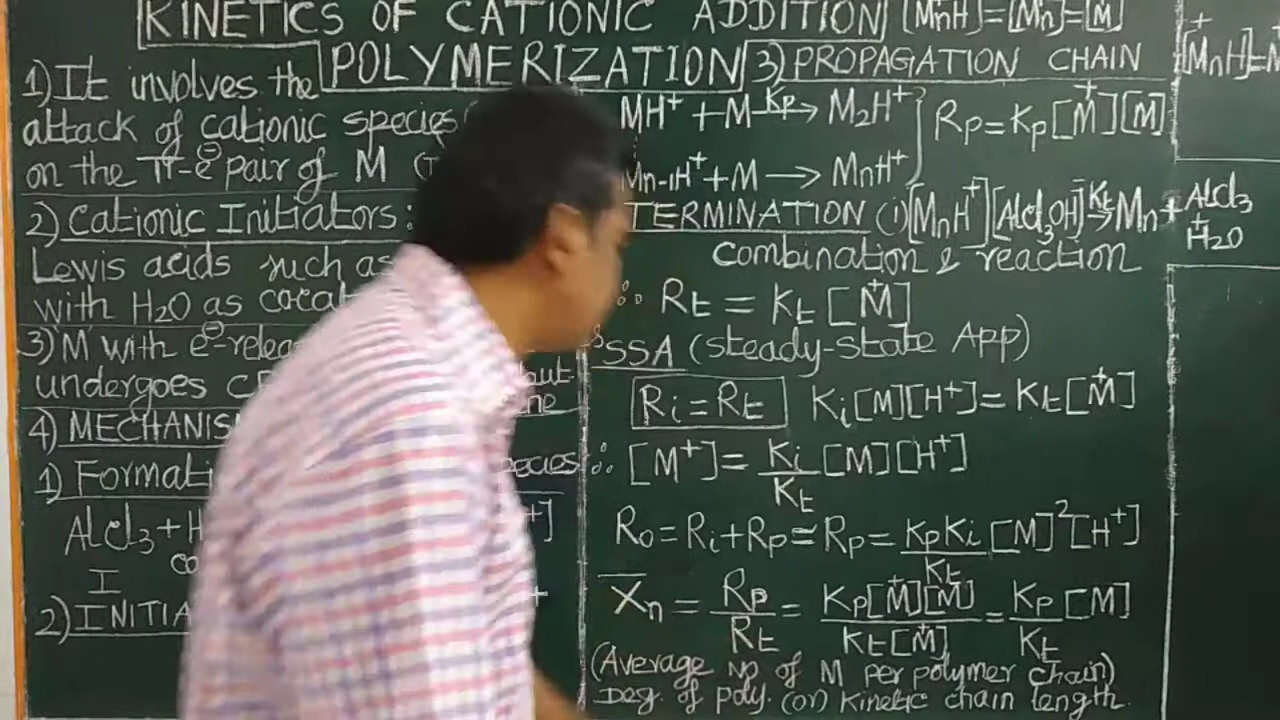 KINETICS OF CATIONIC ADDITION
POLYMERIZATION
1) It involves the
attack of cationic species
on the π-e⊖ pair of M
2) Cationic Initiators:
Lewis acids such as
with H2O as
3) M with e⊖
undergoes
but
4) MECHANIS
1) Formati
pecies
AlCl3 + H
I
2) INITIA
[MnH]=[Mn]=[M]
3) PROPAGATION CHAIN
MH⁺ + M —Kp→ M2H⁺ } Rp = Kp[M⁺][M]
Mn-1H⁺ + M ⟶ MnH⁺
TERMINATION (i) [MnH⁺][AlCl3OH]⁻ —Kt→ Mn + AlCl3 + H2O
combination & reaction
∴ Rt = Kt [M⁺]
SSA (Steady-state App)
Ri = Rt Ki[M][H⁺] = Kt[M⁺]
∴ [M⁺] = Ki/Kt [M][H⁺]
Ro = Ri + Rp ≅ Rp = KpKi/Kt [M]²[H⁺]
X̄n = Rp/Rt = Kp[M⁺][M]/Kt[M⁺] = Kp/Kt [M]
(Average no of M per polymer chain)
Deg. of poly. (or) Kinetic chain length.